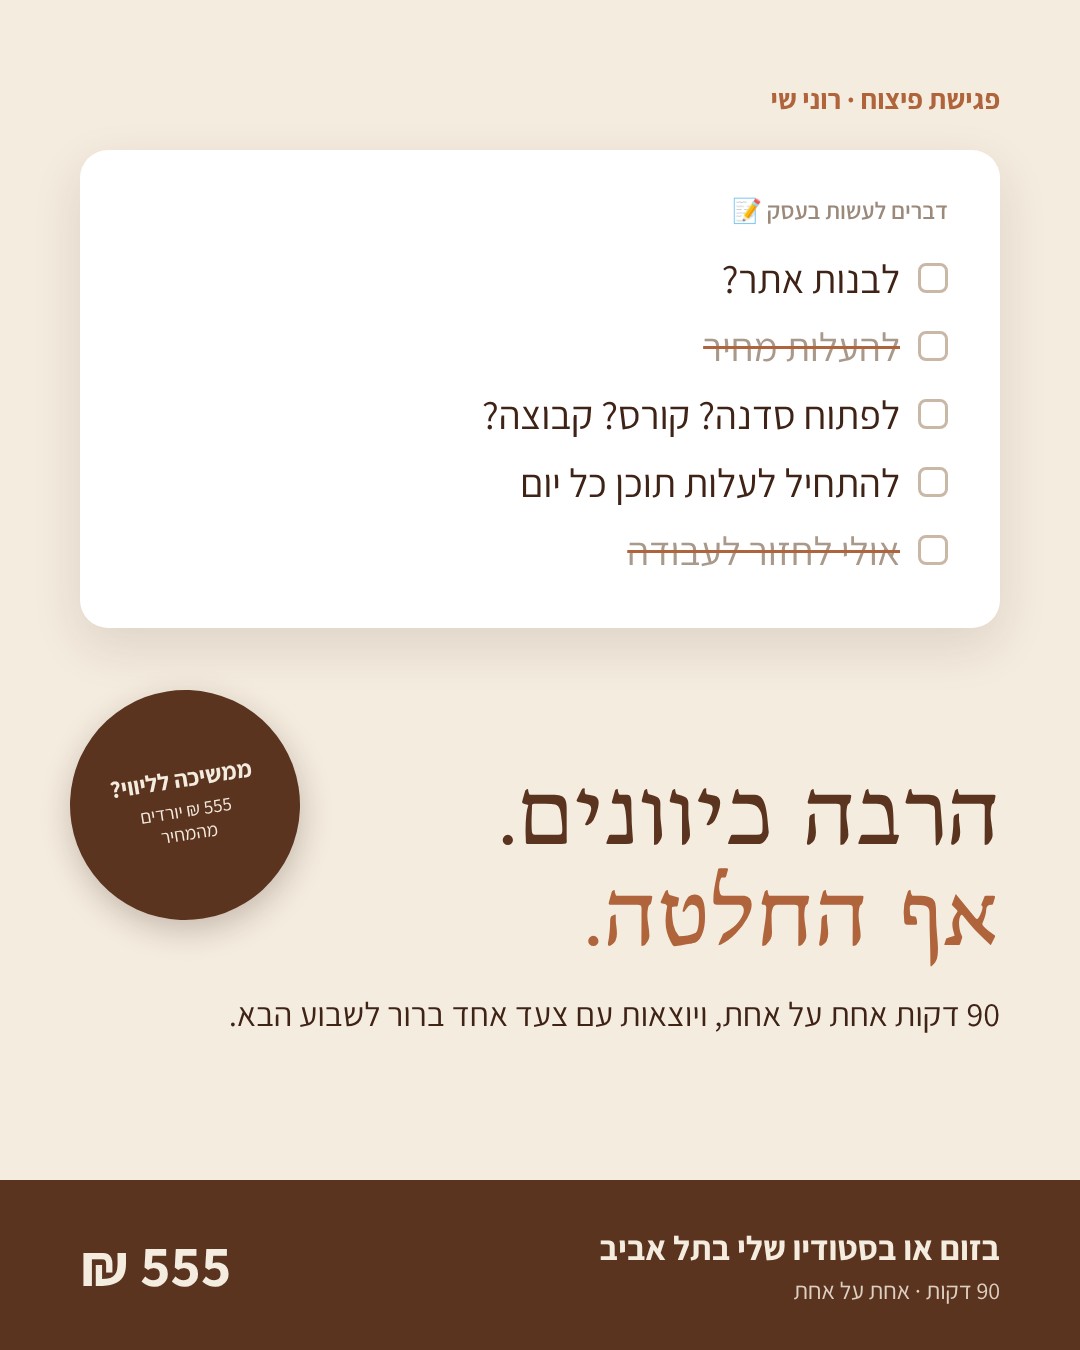 פגישת פיצוח · רוני שי
דברים לעשות בעסק 📝
לבנות אתר?
להעלות מחיר
לפתוח סדנה? קורס? קבוצה?
להתחיל לעלות תוכן כל יום
אולי לחזור לעבודה
ממשיכה לליווי?
555 ₪ יורדים
מהמחיר
הרבה כיוונים.
אף החלטה.
90 דקות אחת על אחת, ויוצאות עם צעד אחד ברור לשבוע הבא.
בזום או בסטודיו שלי בתל אביב
90 דקות · אחת על אחת
555 ₪